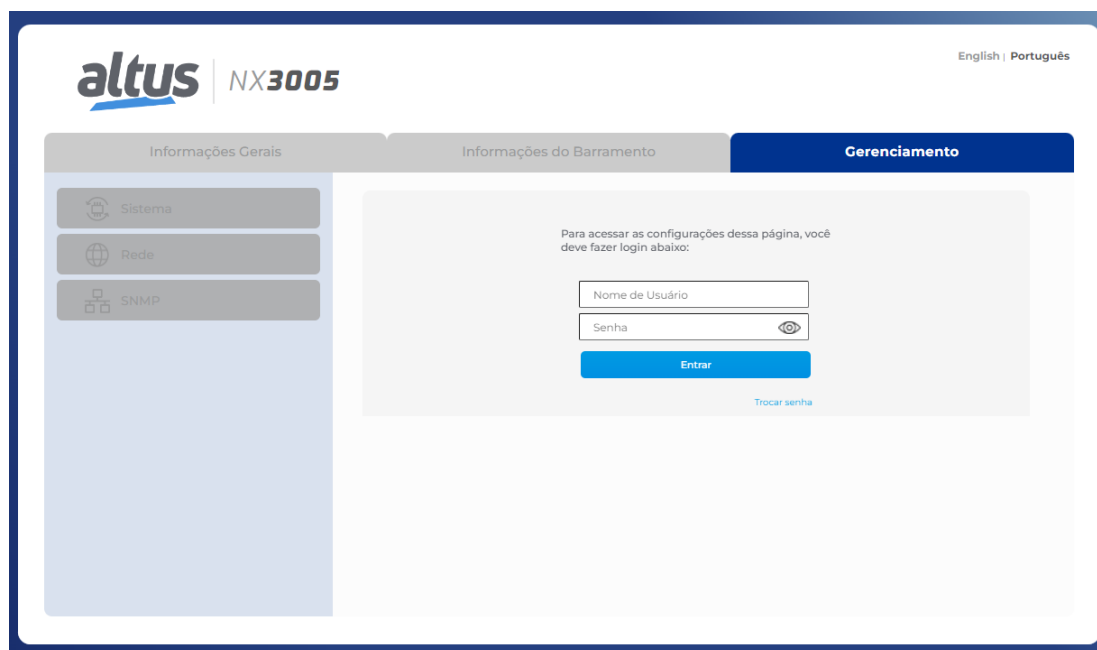 English | Português
altus | NX3005
Informações Gerais
Informações do Barramento
Gerenciamento
Sistema
Rede
SNMP
Para acessar as configurações dessa página, você
deve fazer login abaixo:
Nome de Usuário
Senha
Entrar
Trocar senha